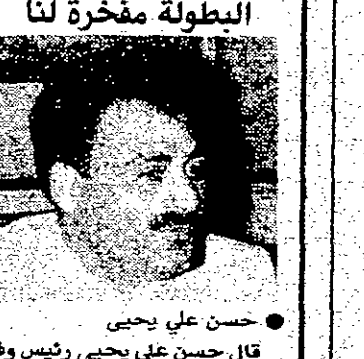 البطولة مفخرة لنا
● حسن علي يحيى
قال حسن علي يحيى رئيس